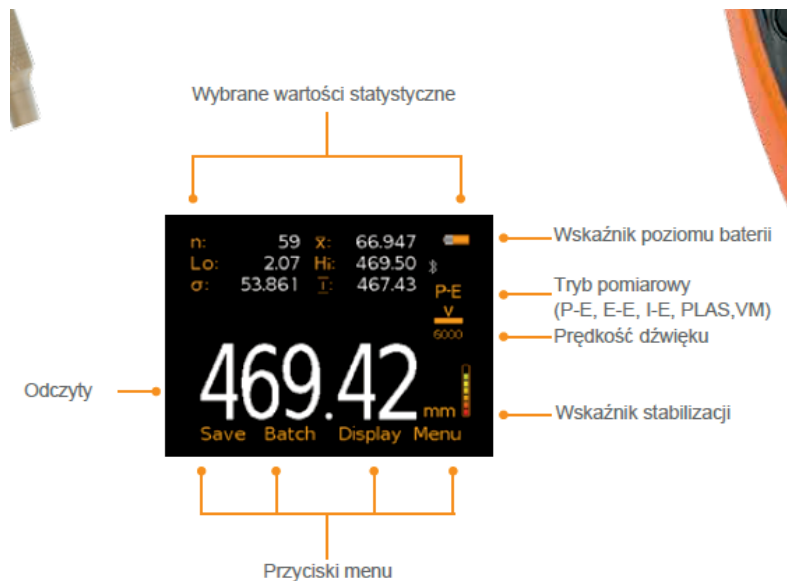 Wybrane wartości statystyczne
n: 59 x̅: 66.947
Lo: 2.07 Hi: 469.50
σ: 53.861 ɪ̅: 467.43
P-E
V
6000
469.42 mm
Save Batch Display Menu
Wskaźnik poziomu baterii
Tryb pomiarowy
(P-E, E-E, I-E, PLAS,VM)
Prędkość dźwięku
Odczyty
Wskaźnik stabilizacji
Przyciski menu